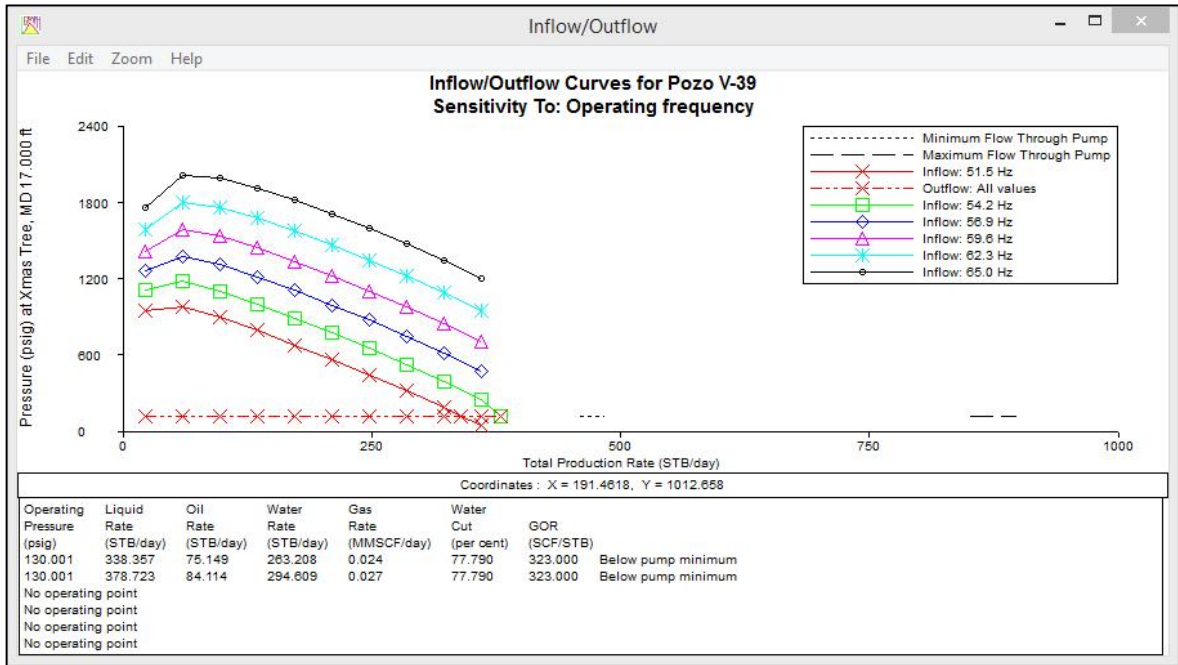 Inflow/Outflow
File Edit Zoom Help
Inflow/Outflow Curves for Pozo V-39
Sensitivity To: Operating frequency
Pressure (psig) at Xmas Tree, MD 17.000 ft
2400
1800
1200
600
0
0 250 500 750 1000
Total Production Rate (STB/day)
Minimum Flow Through Pump
Maximum Flow Through Pump
Inflow: 51.5 Hz
Outflow: All values
Inflow: 54.2 Hz
Inflow: 56.9 Hz
Inflow: 59.6 Hz
Inflow: 62.3 Hz
Inflow: 65.0 Hz
Coordinates : X = 191.4618, Y = 1012.658
Operating Liquid Oil Water Gas Water
Pressure Rate Rate Rate Rate Cut GOR
(psig) (STB/day) (STB/day) (STB/day) (MMSCF/day) (per cent) (SCF/STB)
130.001 338.357 75.149 263.208 0.024 77.790 323.000 Below pump minimum
130.001 378.723 84.114 294.609 0.027 77.790 323.000 Below pump minimum
No operating point
No operating point
No operating point
No operating point